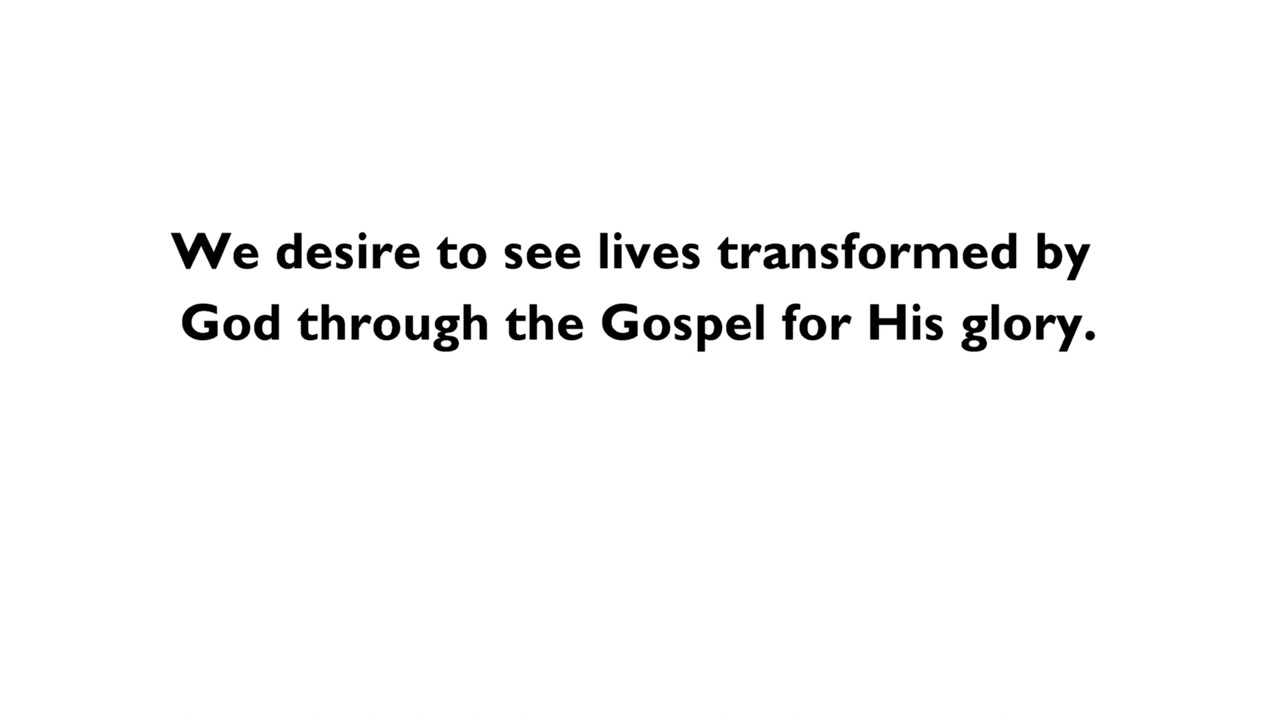 We desire to see lives transformed by
God through the Gospel for His glory.